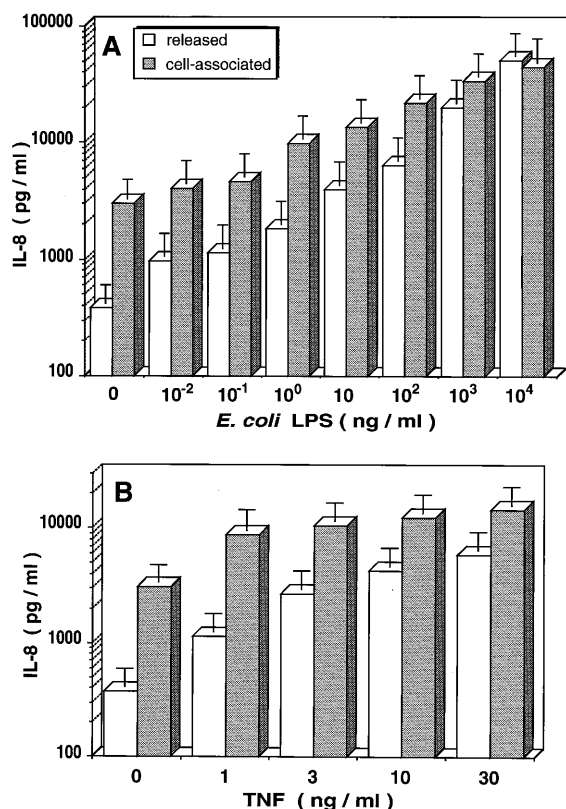 A
released
cell-associated
100000
10000
1000
100
IL-8 ( pg / ml )
0 10⁻² 10⁻¹ 10⁰ 10 10² 10³ 10⁴
E. coli LPS ( ng / ml )
B
10000
1000
100
IL-8 ( pg / ml )
0 1 3 10 30
TNF ( ng / ml )